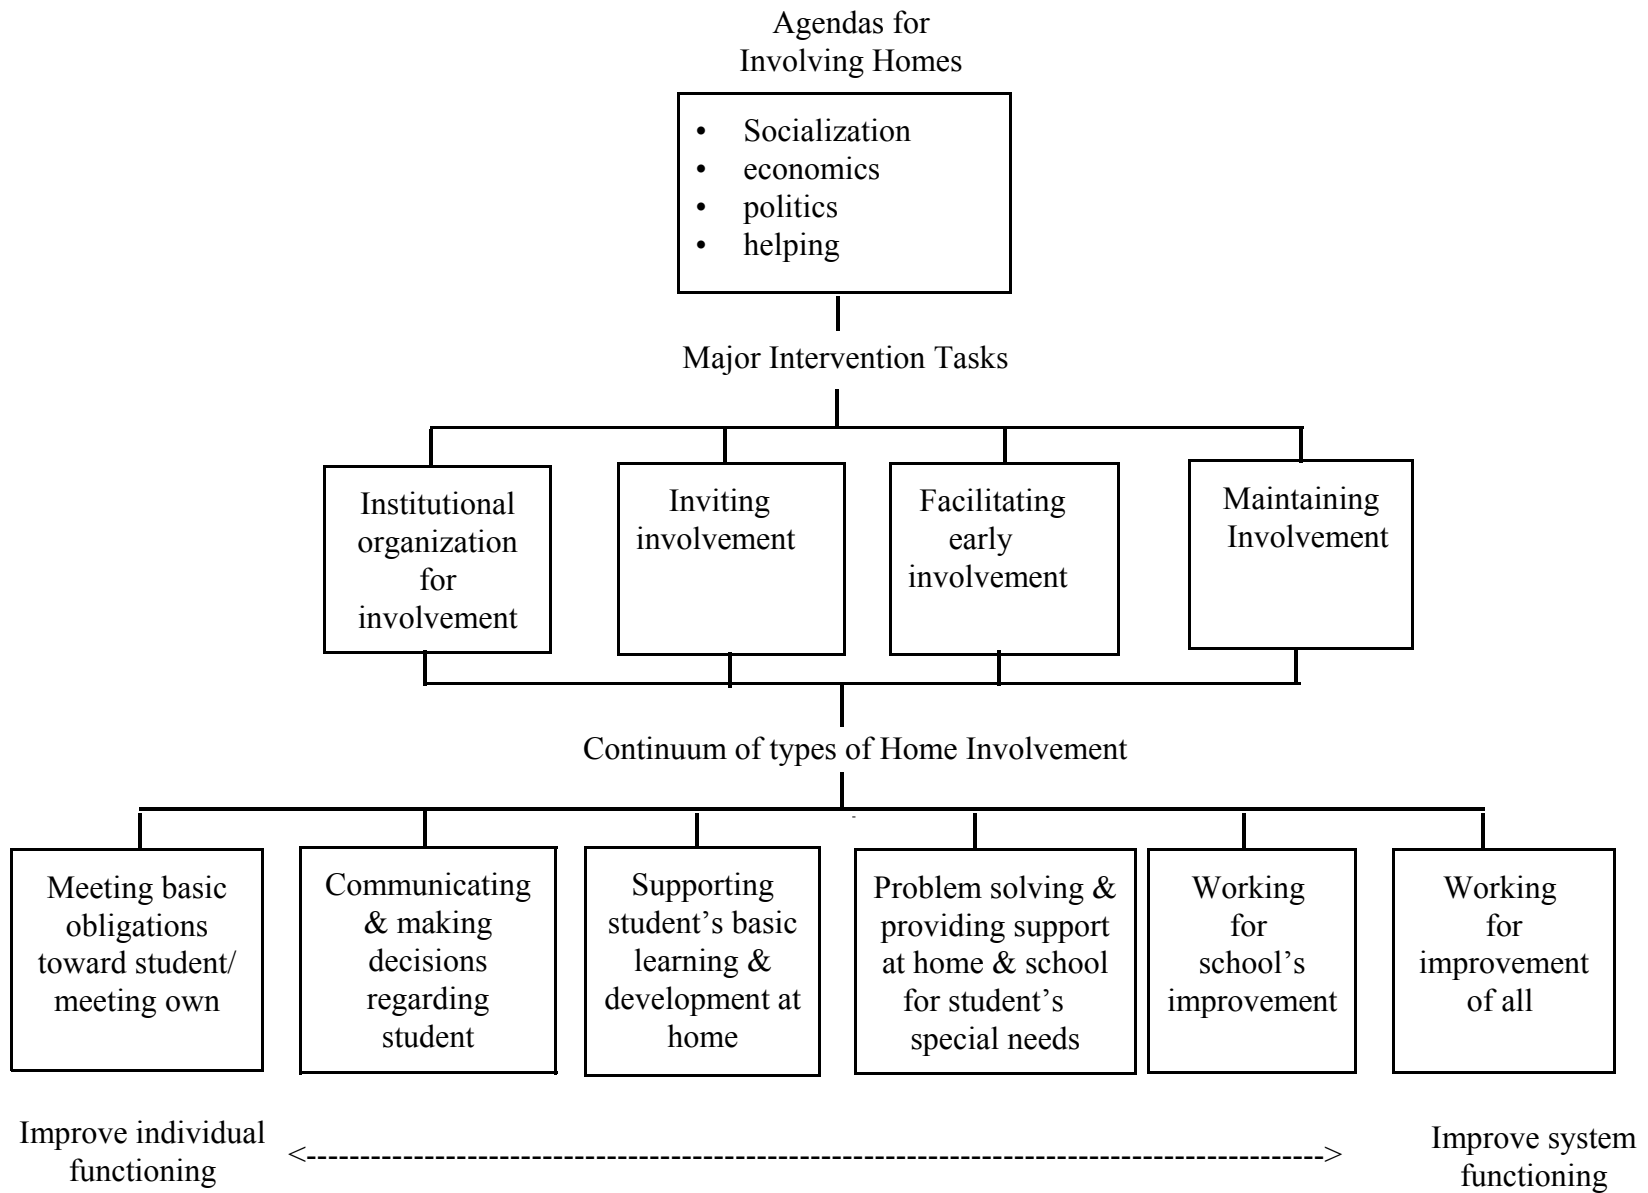 Agendas for
Involving Homes
• Socialization
• economics
• politics
• helping
Major Intervention Tasks
Institutional
organization
for
involvement
Inviting
involvement
Facilitating
early
involvement
Maintaining
Involvement
Continuum of types of Home Involvement
Meeting basic
obligations
toward student/
meeting own
Communicating
& making
decisions
regarding
student
Supporting
student’s basic
learning &
development at
home
Problem solving &
providing support
at home & school
for student’s
special needs
Working
for
school’s
improvement
Working
for
improvement
of all
Improve individual
functioning
<------------------------------------------------------------------------>
Improve system
functioning